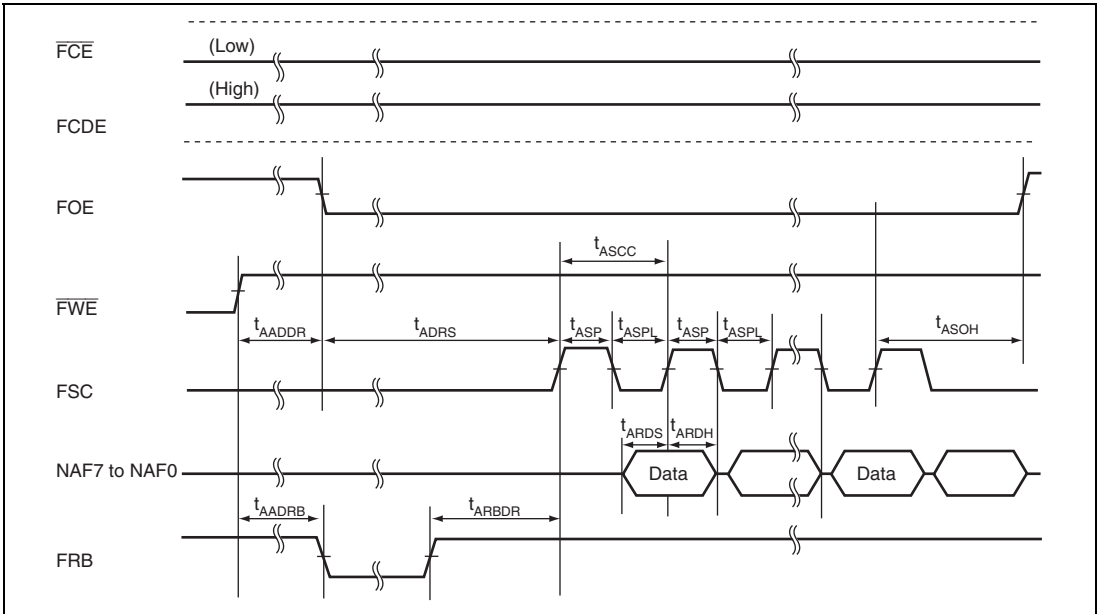 FCE (Low)
(High)
FCDE
FOE
tASCC
FWE
tAADDR tADRS tASP tASPL tASP tASPL tASOH
FSC
tARDS tARDH
NAF7 to NAF0 Data Data
tAADRB tARBDR
FRB